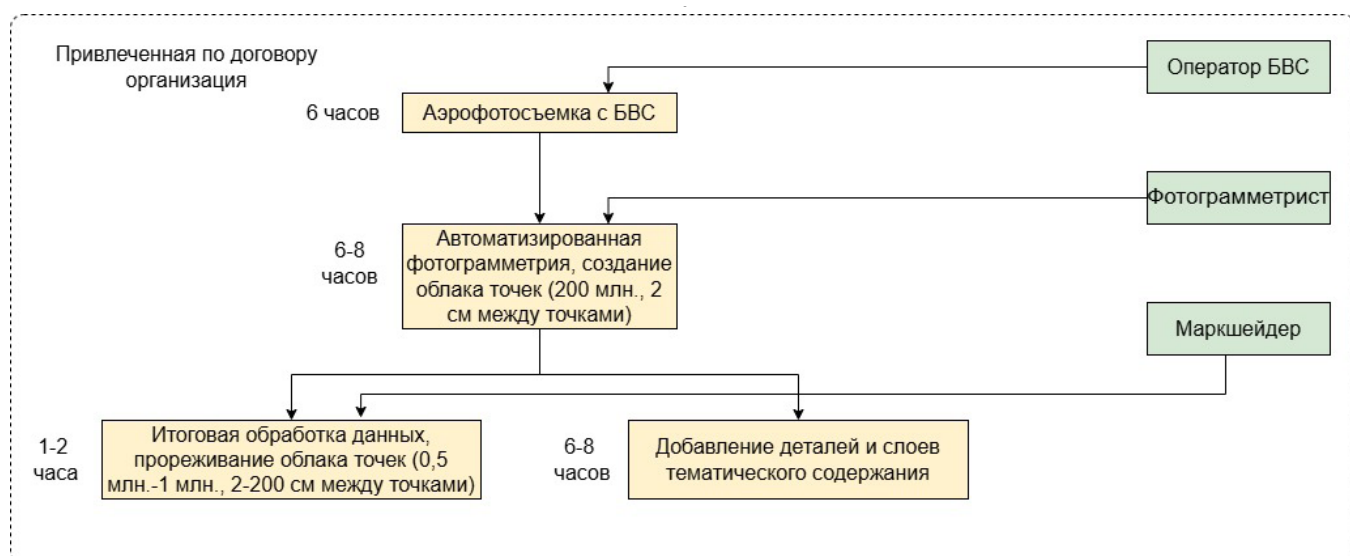 Привлеченная по договору
организация
Оператор БВС
6 часов
Аэрофотосъемка с БВС
Фотограмметрист
6-8
часов
Автоматизированная
фотограмметрия, создание
облака точек (200 млн., 2
см между точками)
Маркшейдер
1-2
часа
Итоговая обработка данных,
прореживание облака точек (0,5
млн.-1 млн., 2-200 см между точками)
6-8
часов
Добавление деталей и слоев
тематического содержания